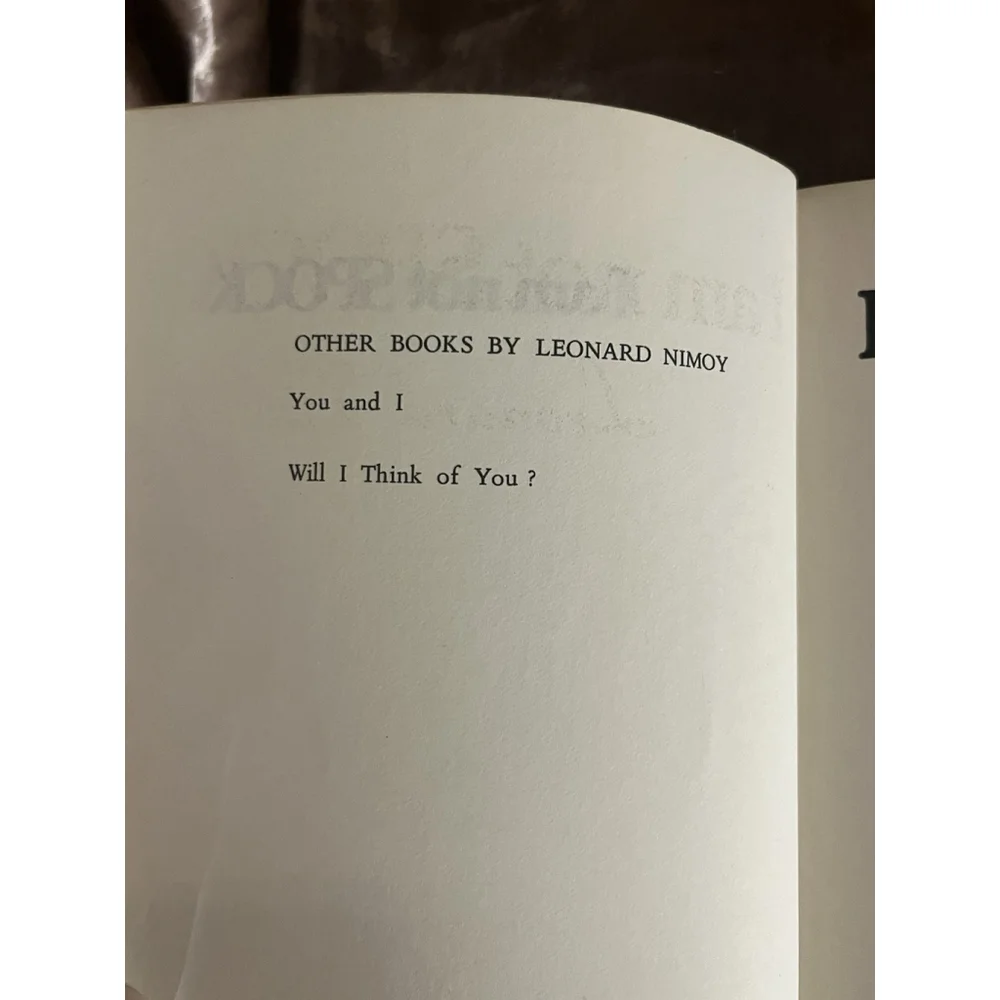 OTHER BOOKS BY LEONARD NIMOY
You and I
Will I Think of You ?